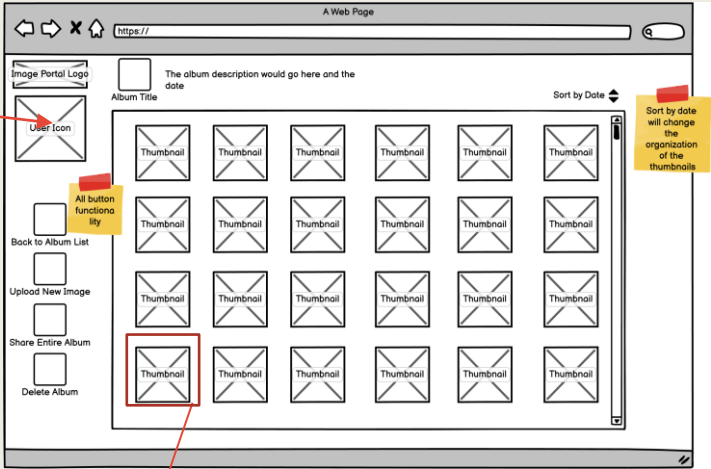 A Web Page
https://
Image Portal Logo
User Icon
Album Title
The album description would go here and the
date
Sort by Date
Sort by date
will change
the
organization
of the
thumbnails
All button
functiona
lity
Back to Album List
Upload New Image
Share Entire Album
Delete Album
Thumbnail Thumbnail Thumbnail Thumbnail Thumbnail Thumbnail
Thumbnail Thumbnail Thumbnail Thumbnail Thumbnail Thumbnail
Thumbnail Thumbnail Thumbnail Thumbnail Thumbnail Thumbnail
Thumbnail Thumbnail Thumbnail Thumbnail Thumbnail Thumbnail